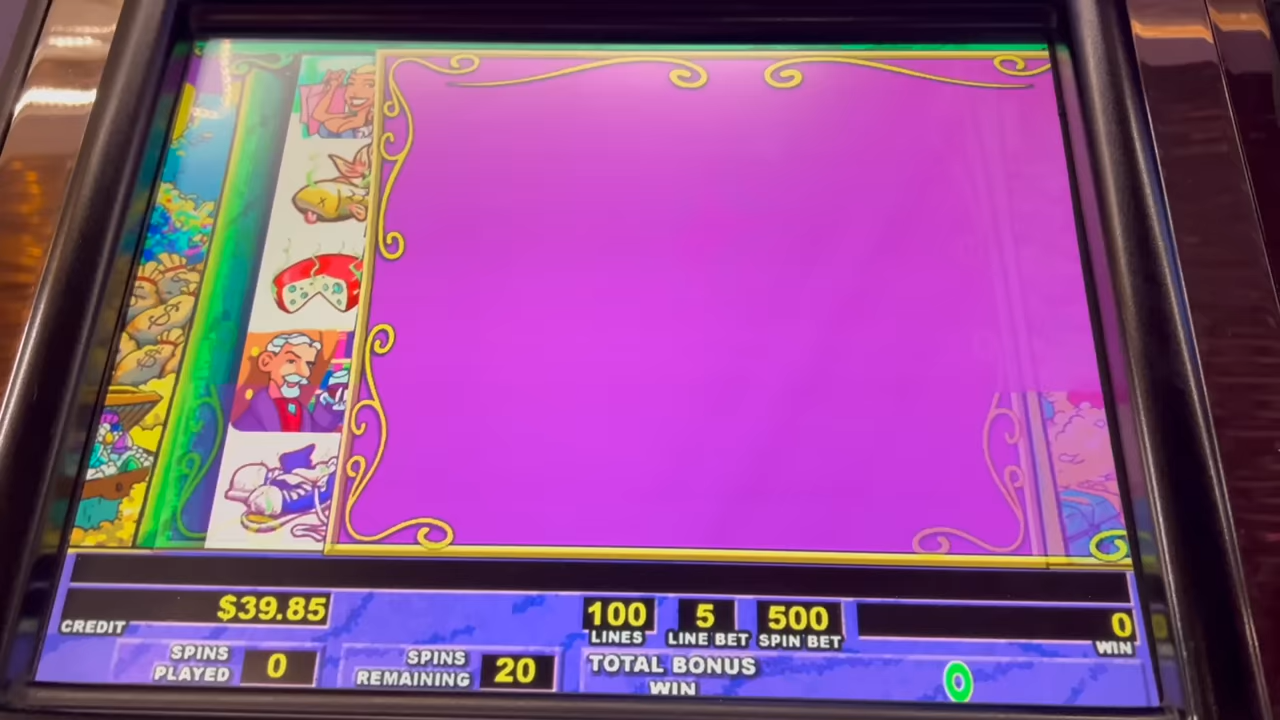 $39.85
CREDIT
100
LINES
5
LINE BET
500
SPIN BET
0
WIN
SPINS
PLAYED
0
SPINS
REMAINING
20
TOTAL BONUS
WIN
0